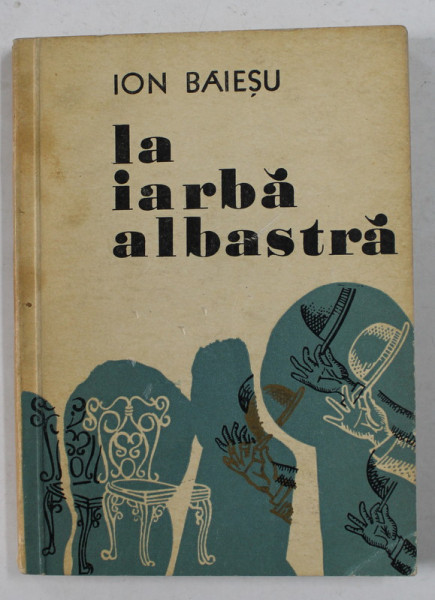 ION BĂIEȘU
la
iarbă
albastră